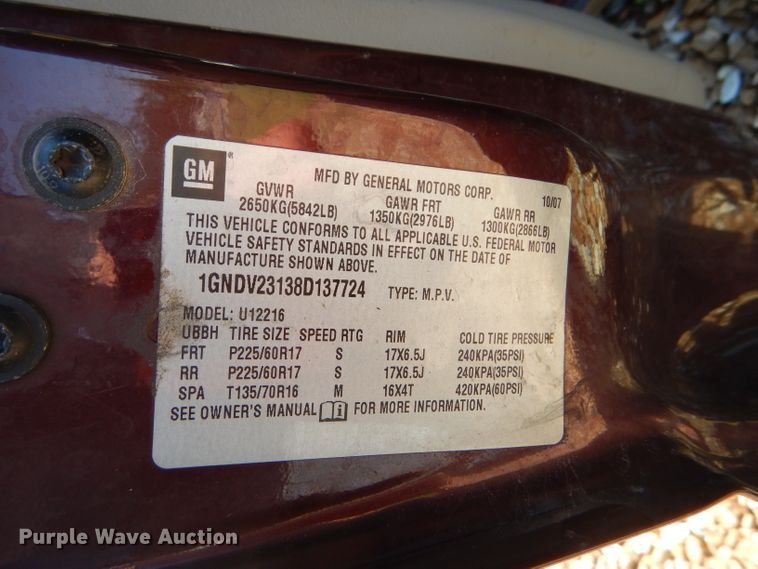 GM ®
MFD BY GENERAL MOTORS CORP. 10/07
GVWR GAWR FRT GAWR RR
2650KG(5842LB) 1350KG(2976LB) 1300KG(2866LB)
THIS VEHICLE CONFORMS TO ALL APPLICABLE U.S. FEDERAL MOTOR
VEHICLE SAFETY STANDARDS IN EFFECT ON THE DATE OF
MANUFACTURE SHOWN ABOVE.
1GNDV23138D137724 TYPE: M.P.V.
MODEL: U12216
UBBH TIRE SIZE SPEED RTG RIM COLD TIRE PRESSURE
FRT P225/60R17 S 17X6.5J 240KPA(35PSI)
RR P225/60R17 S 17X6.5J 240KPA(35PSI)
SPA T135/70R16 M 16X4T 420KPA(60PSI)
SEE OWNER'S MANUAL FOR MORE INFORMATION.
Purple Wave Auction